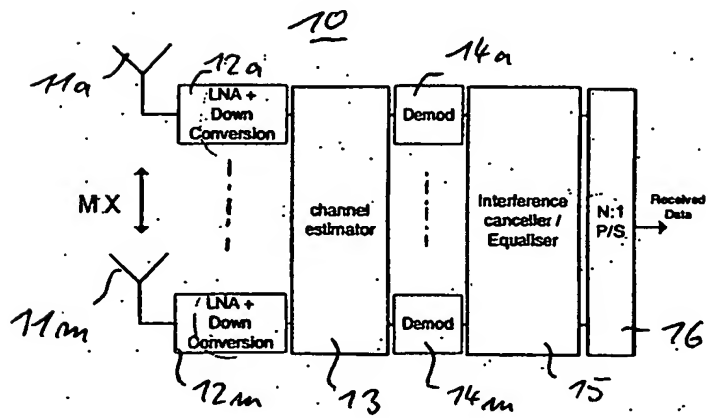 10
11a
12a
14a
LNA +
Down
Conversion
Demod
M.X
channel
estimator
Interference
canceller /
Equaliser
N:1
P/S
Received
Data
11m
LNA +
Down
Conversion
Demod
12m
13
14m
15
16